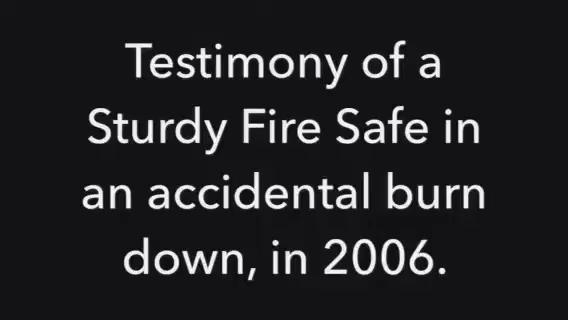 Testimony of a
Sturdy Fire Safe in
an accidental burn
down, in 2006.